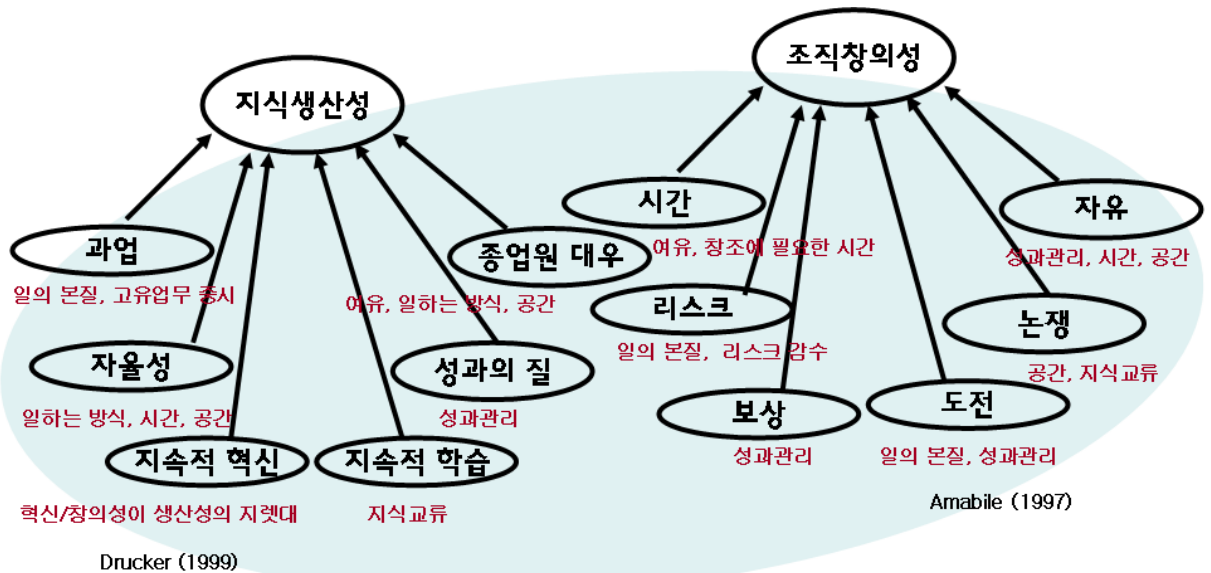 조직창의성
지식생산성
시간
자유
여유, 창조에 필요한 시간
성과관리, 시간, 공간
과업
종업원 대우
일의 본질, 고유업무 중시
여유, 일하는 방식, 공간
리스크
논쟁
일의 본질, 리스크 감수
공간, 지식교류
자율성
성과의 질
일하는 방식, 시간, 공간
성과관리
보상
도전
성과관리
일의 본질, 성과관리
지속적 혁신
지속적 학습
혁신/창의성이 생산성의 지렛대
지식교류
Amabile (1997)
Drucker (1999)